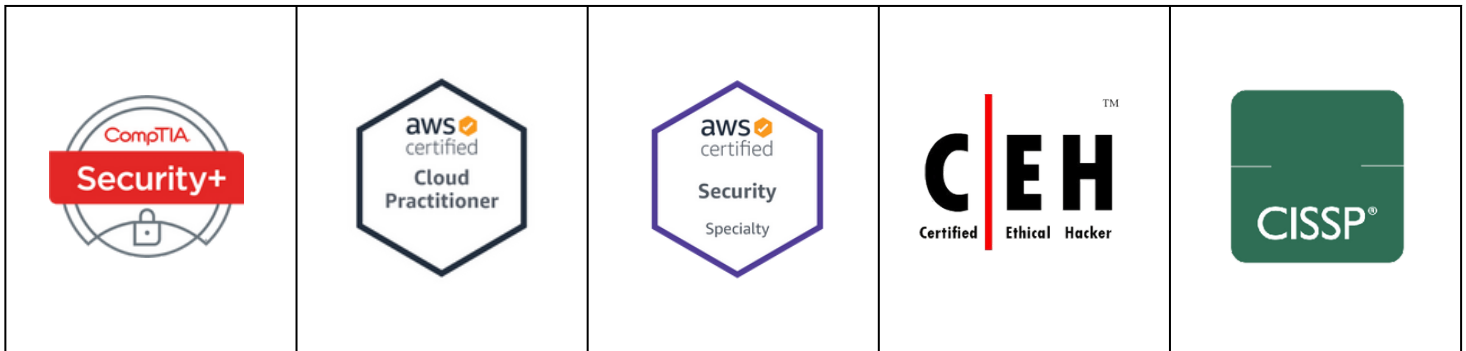 CompTIA.
Security+
aws
certified
Cloud
Practitioner
aws
certified
Security
Specialty
TM
C|EH
Certified Ethical Hacker
CISSP®